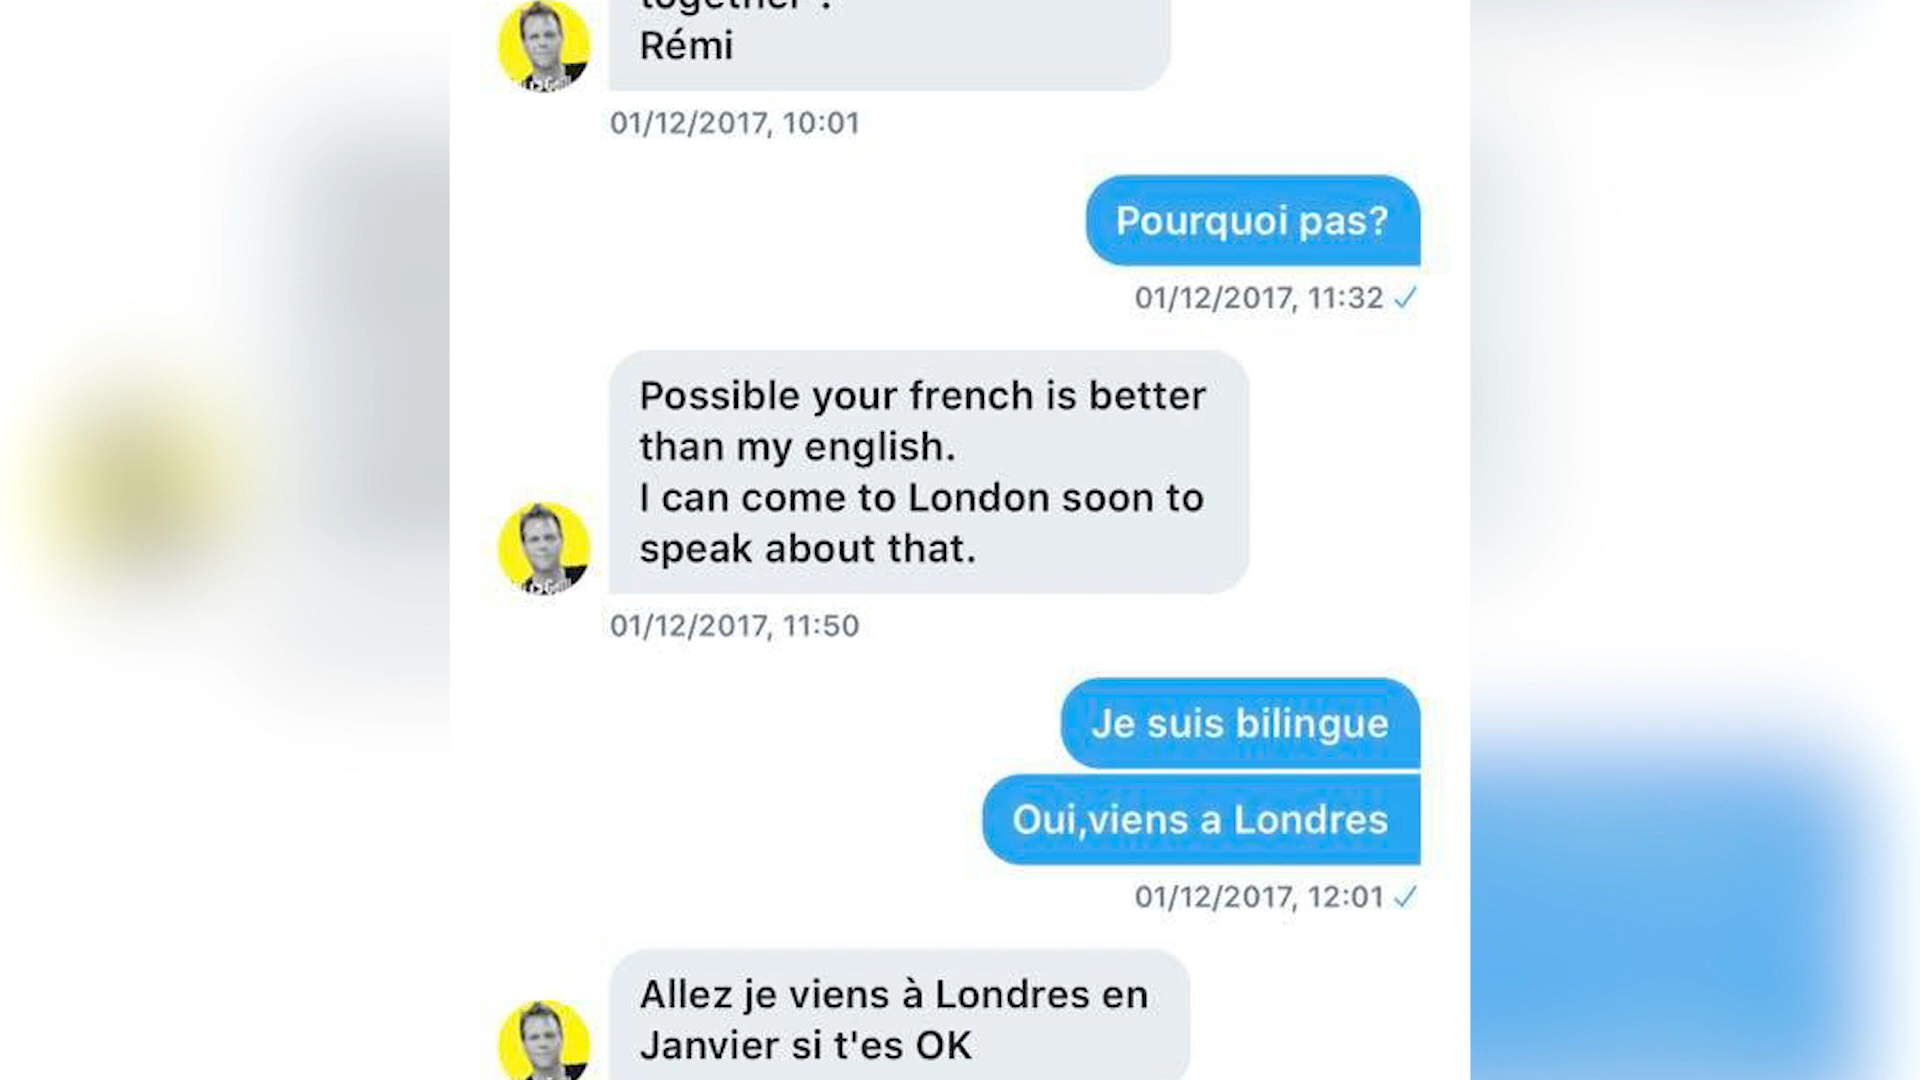 together ?
Rémi
01/12/2017, 10:01
Pourquoi pas?
01/12/2017, 11:32
Possible your french is better
than my english.
I can come to London soon to
speak about that.
01/12/2017, 11:50
Je suis bilingue
Oui,viens a Londres
01/12/2017, 12:01
Allez je viens à Londres en
Janvier si t'es OK